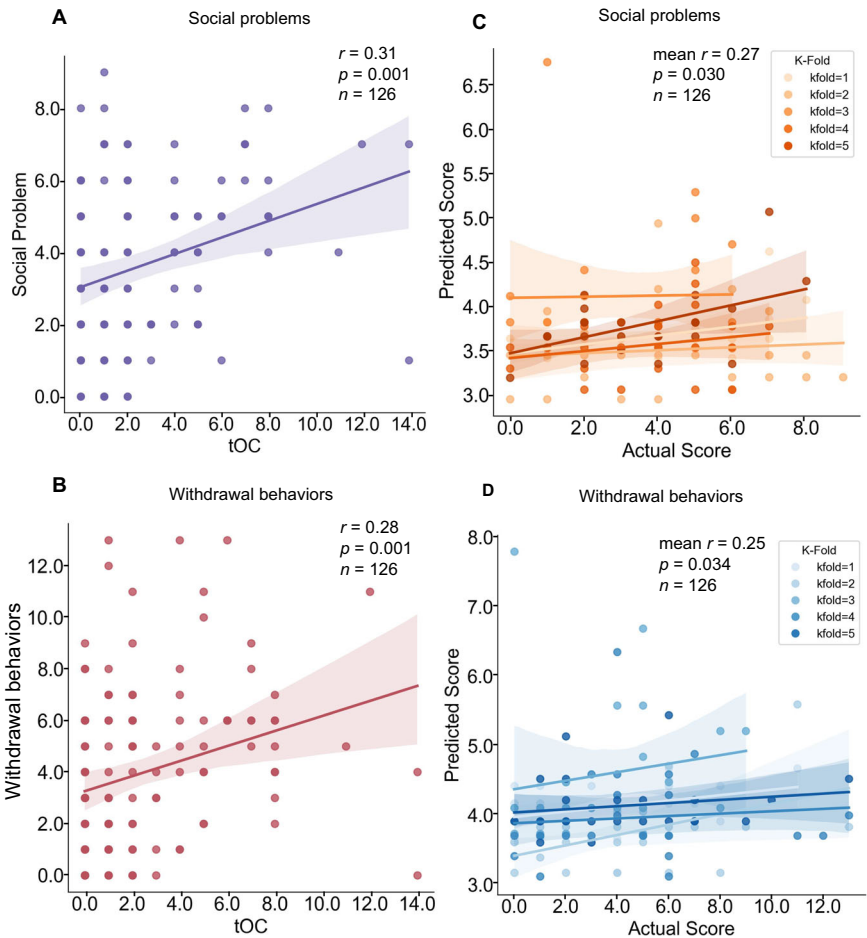 A
Social problems
r = 0.31
p = 0.001
n = 126
Social Problem
8.0
6.0
4.0
2.0
0.0
0.0 2.0 4.0 6.0 8.0 10.0 12.0 14.0
tOC
C
Social problems
mean r = 0.27
p = 0.030
n = 126
K-Fold
kfold=1
kfold=2
kfold=3
kfold=4
kfold=5
Predicted Score
6.5
6.0
5.5
5.0
4.5
4.0
3.5
3.0
0.0 2.0 4.0 6.0 8.0
Actual Score
B
Withdrawal behaviors
r = 0.28
p = 0.001
n = 126
Withdrawal behaviors
12.0
10.0
8.0
6.0
4.0
2.0
0.0
0.0 2.0 4.0 6.0 8.0 10.0 12.0 14.0
tOC
D
Withdrawal behaviors
mean r = 0.25
p = 0.034
n = 126
K-Fold
kfold=1
kfold=2
kfold=3
kfold=4
kfold=5
Predicted Score
8.0
7.0
6.0
5.0
4.0
3.0
0.0 2.0 4.0 6.0 8.0 10.0 12.0
Actual Score